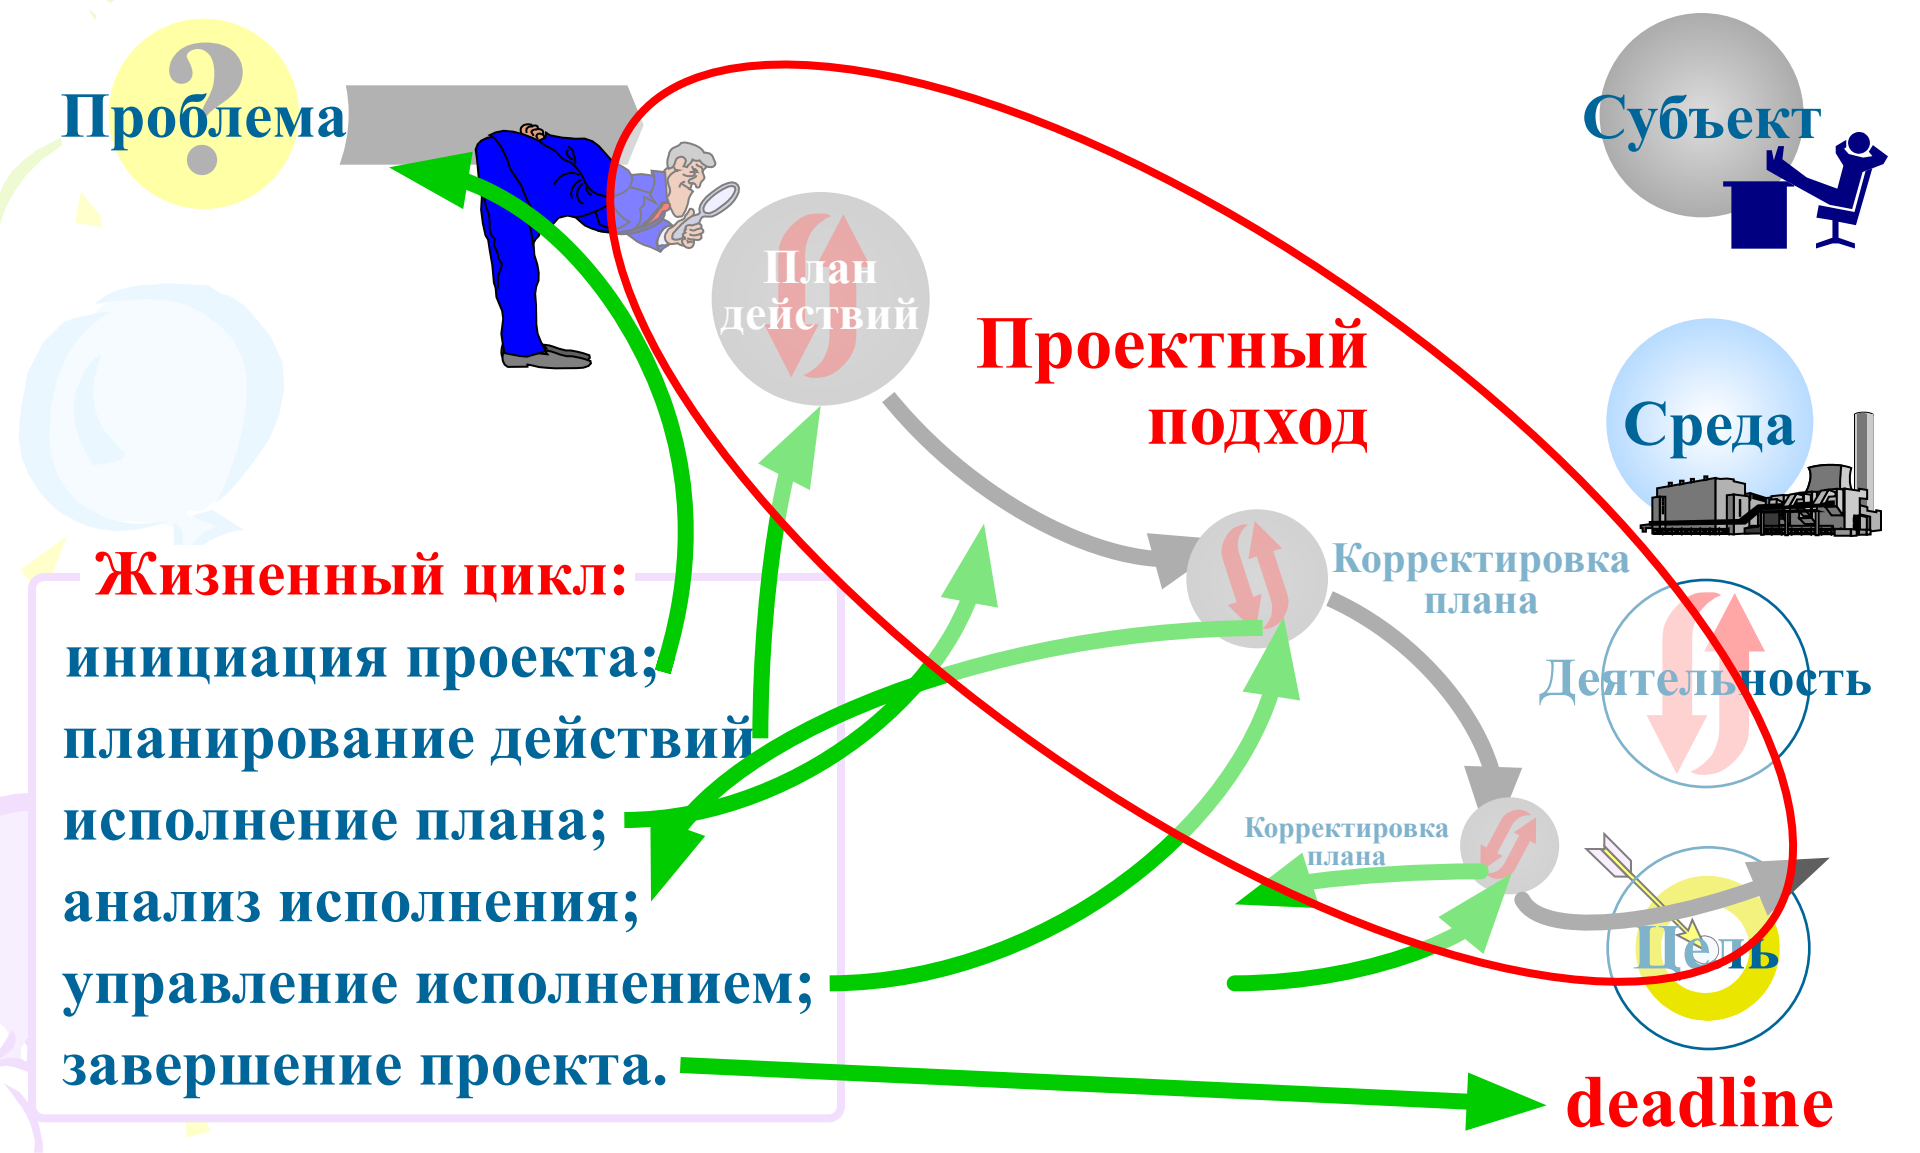 ?
Проблема
Субъект
План
действий
Проектный
подход
Среда
Корректировка
плана
Деятельность
Корректировка
плана
Цель
Жизненный цикл:
инициация проекта;
планирование действий
исполнение плана;
анализ исполнения;
управление исполнением;
завершение проекта.
deadline